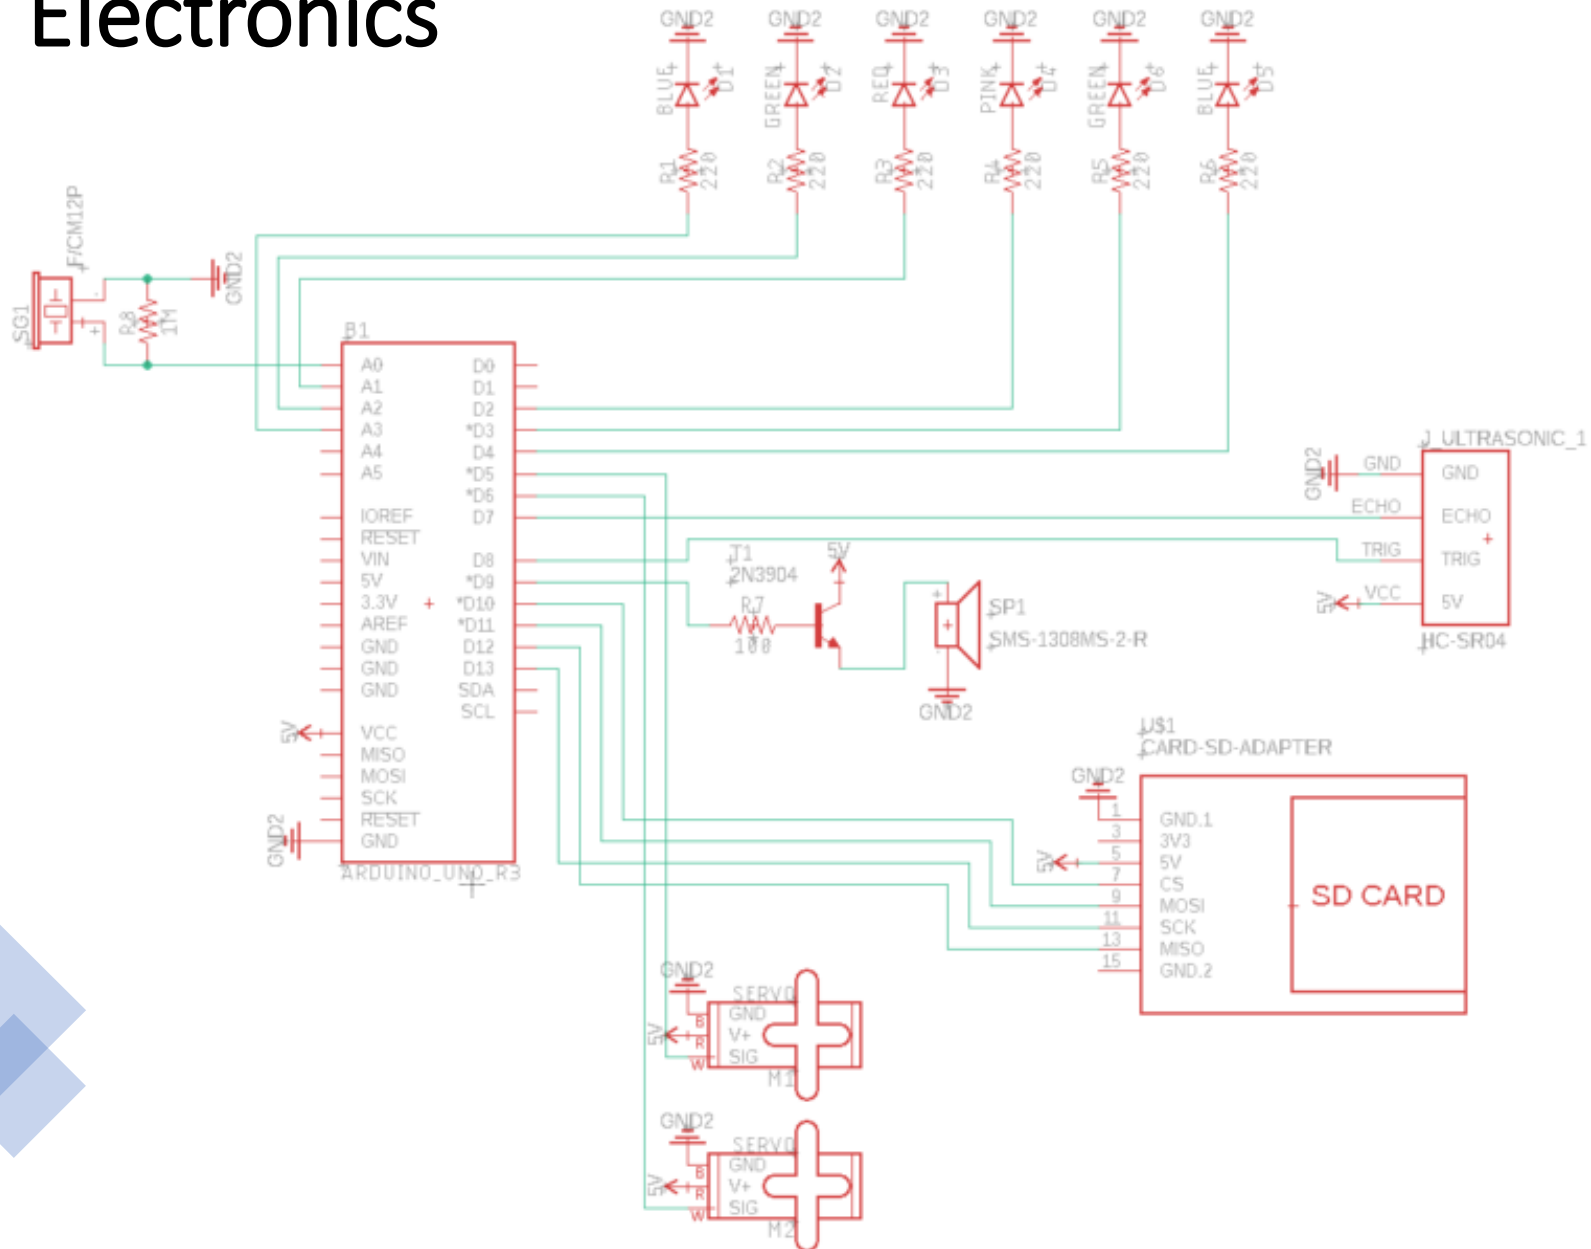 Electronics
GND2 GND2 GND2 GND2 GND2 GND2
BLUE D1 GREEN D2 RED D3 PINK D4 GREEN D6 BLUE D5
R1 220 R2 220 R3 220 R4 220 R5 220 R6 220
F/CM12P
GND2
SG1
R8 1M
B1
A0 D0
A1 D1
A2 D2
A3 *D3
A4 D4
A5 *D5
*D6
IOREF D7
RESET
VIN D8
5V *D9
3.3V *D10
AREF *D11
GND D12
GND D13
GND SDA
SCL
5V VCC
MISO
MOSI
SCK
RESET
GND2 GND
ARDUINO_UNO_R3
J_ULTRASONIC_1
GND2 GND GND
ECHO ECHO
TRIG TRIG
5V VCC 5V
HC-SR04
T1
2N3904
5V
R7
100
SP1
SMS-1308MS-2-R
GND2
U$1
CARD-SD-ADAPTER
GND2
1 GND.1
3 3V3
5V 5 5V
7 CS
9 MOSI
11 SCK
13 MISO
15 GND.2
SD CARD
GND2
SERVO
B GND
5V R V+
W SIG
M1
GND2
SERVO
B GND
5V R V+
W SIG
M2